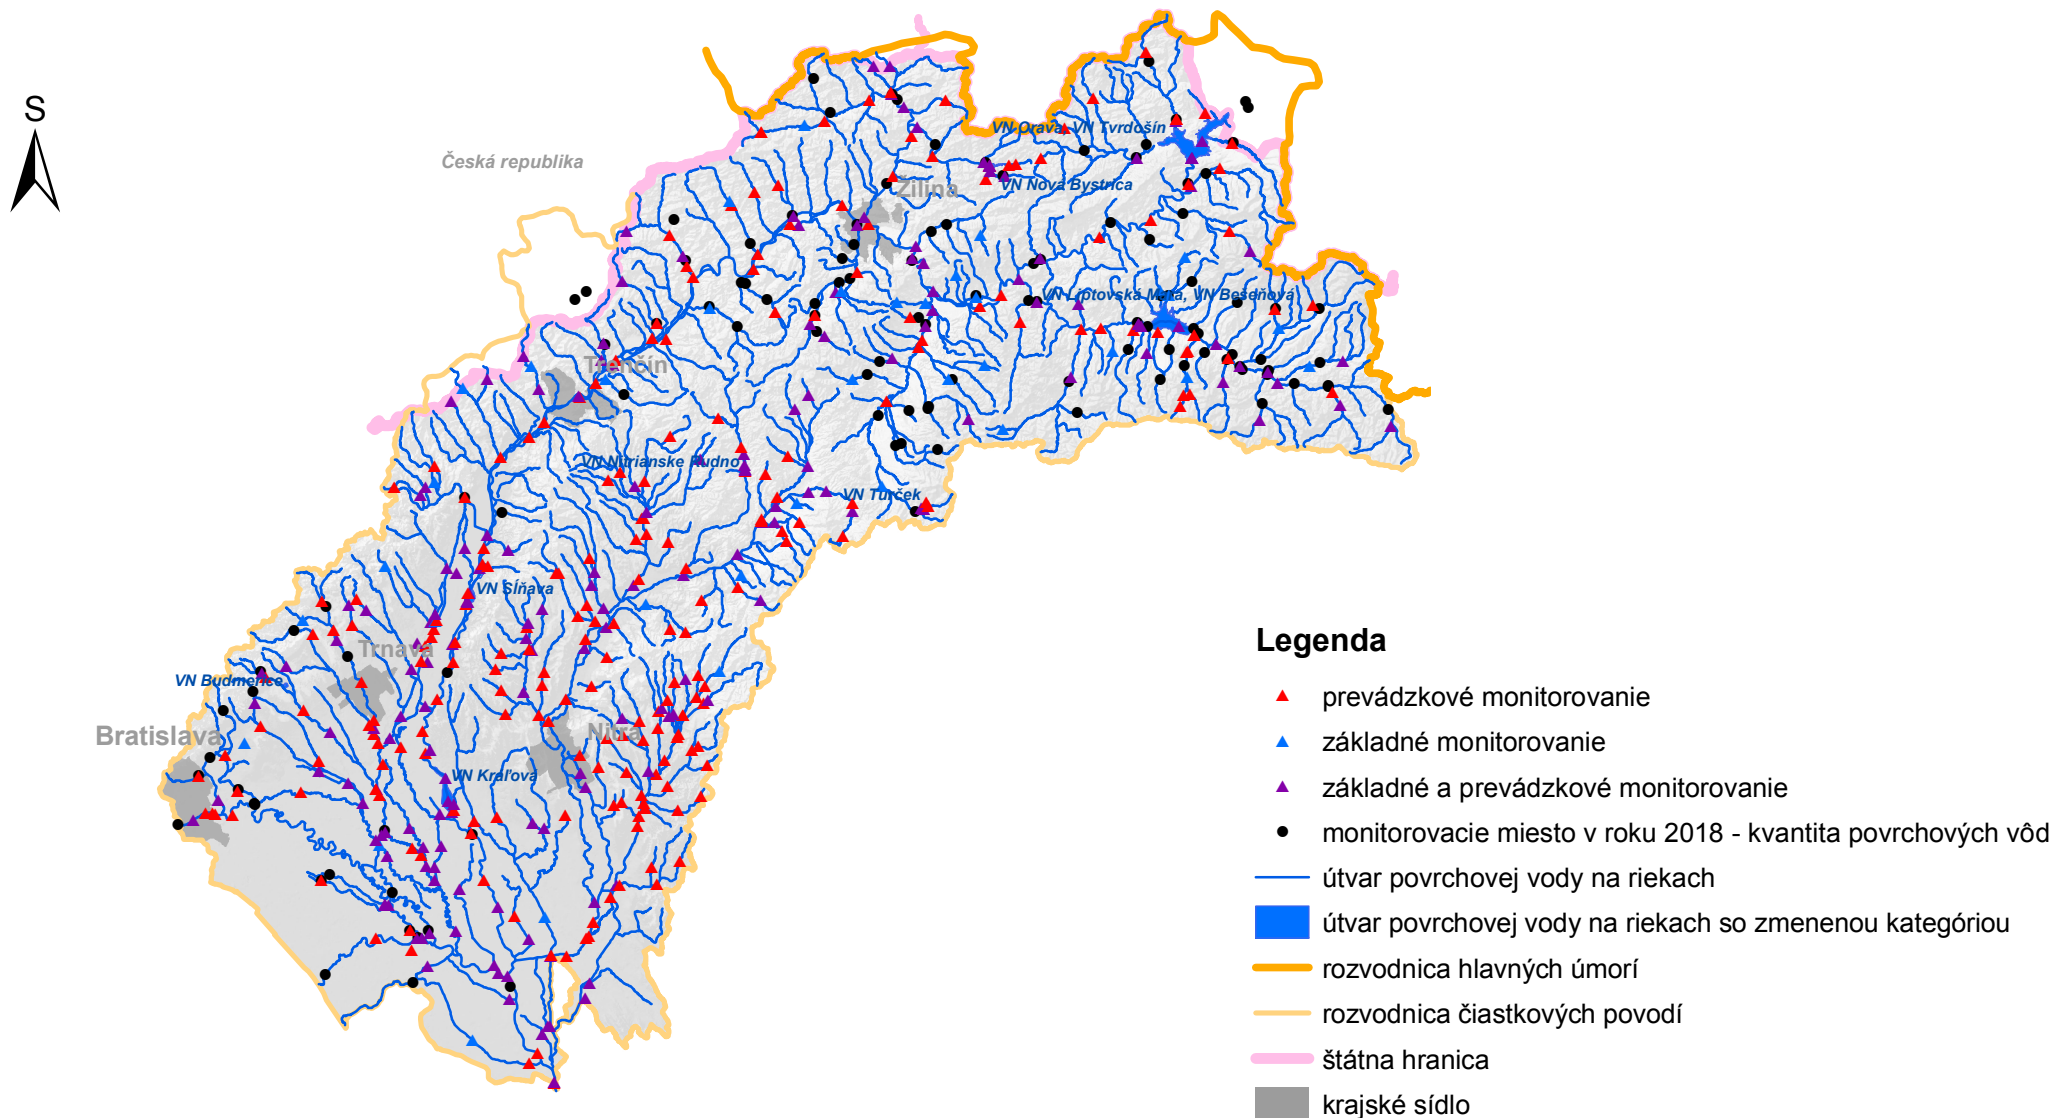 S
Česká republika
VN Orava, VN Tvrdošín
Žilina
VN Nová Bystrica
VN Liptovská Mara, VN Bešeňová
Trenčín
VN Nitrianske Rudno
VN Turček
VN Sĺňava
Trnava
VN Budmerice
Bratislava
Nitra
VN Kráľová
Legenda
prevádzkové monitorovanie
základné monitorovanie
základné a prevádzkové monitorovanie
monitorovacie miesto v roku 2018 - kvantita povrchových vôd
útvar povrchovej vody na riekach
útvar povrchovej vody na riekach so zmenenou kategóriou
rozvodnica hlavných úmorí
rozvodnica čiastkových povodí
štátna hranica
krajské sídlo